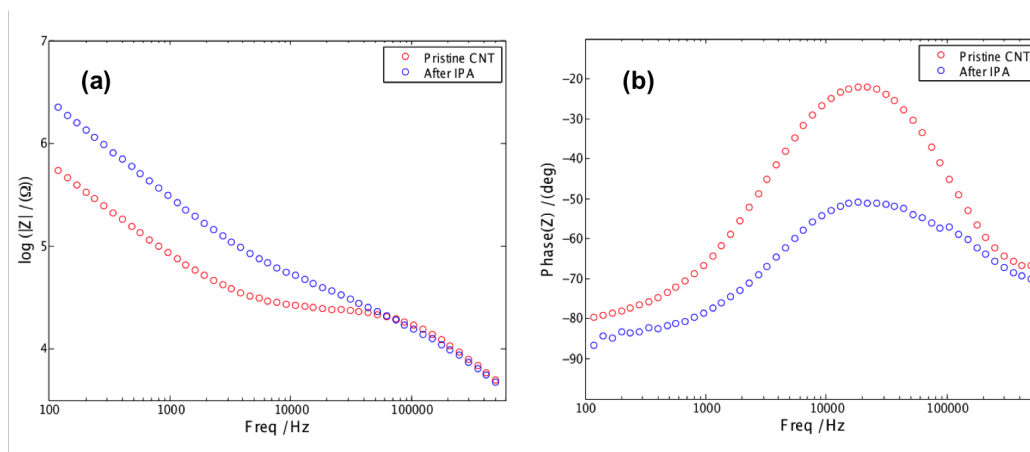 (a)
Pristine CNT
After IPA
7
6
5
4
log (|Z| /(Ω))
100
1000
10000
100000
Freq /Hz
(b)
Pristine CNT
After IPA
−20
−30
−40
−50
−60
−70
−80
−90
Phase(Z) /(deg)
100
1000
10000
100000
Freq /Hz